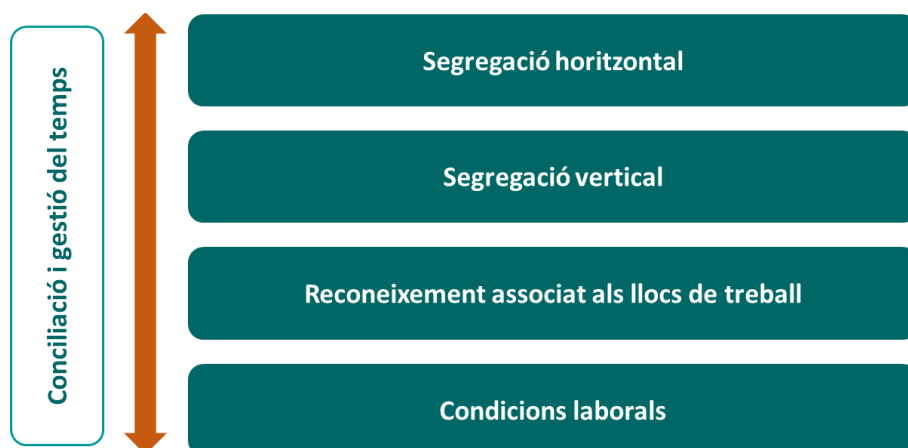 Conciliació i gestió del temps
Segregació horitzontal
Segregació vertical
Reconeixement associat als llocs de treball
Condicions laborals